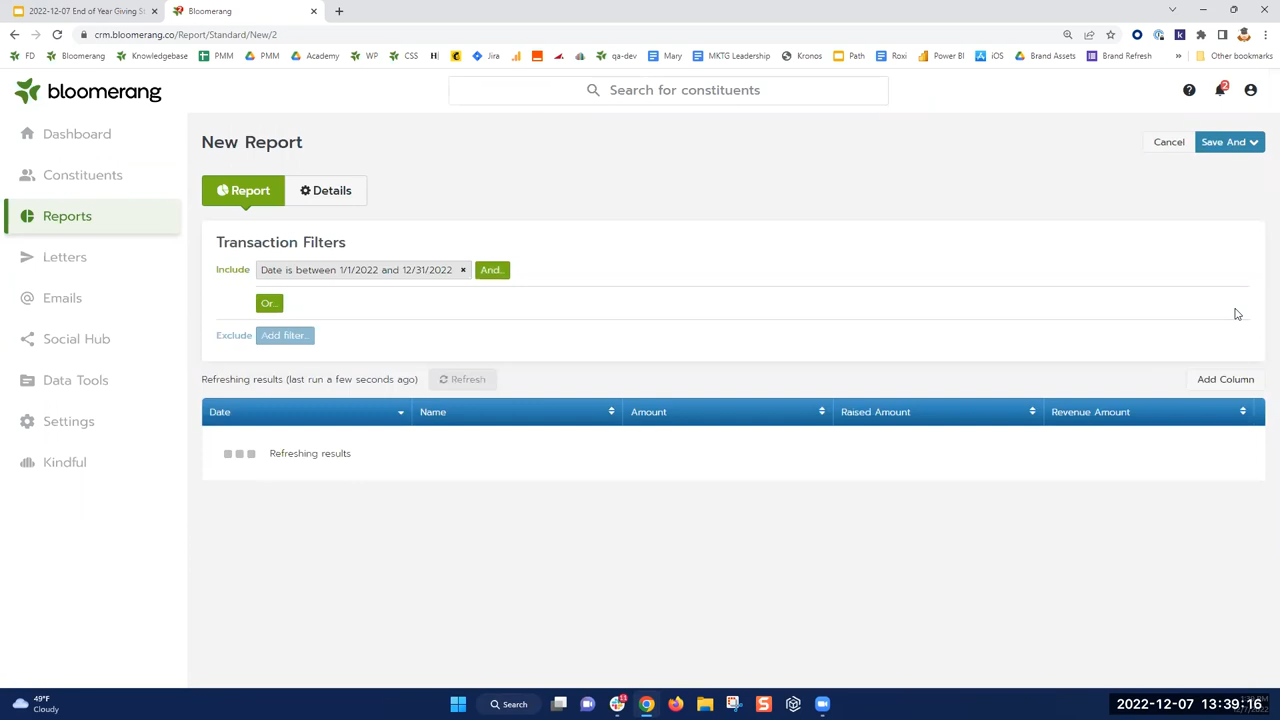 2022-12-07 End of Year Giving St
Bloomerang
crm.bloomerang.co/Report/Standard/New/2
FD
Bloomerang
Knowledgebase
PMM
PMM
Academy
WP
CSS
Jira
qa-dev
Mary
MKTG Leadership
Kronos
Path
Roxi
Power BI
iOS
Brand Assets
Brand Refresh
»
Other bookmarks
bloomerang
Search for constituents
2
Dashboard
Constituents
Reports
Letters
Emails
Social Hub
Data Tools
Settings
Kindful
New Report
Cancel
Save And
Report
Details
Transaction Filters
Include
Date is between 1/1/2022 and 12/31/2022 ×
And...
Or...
Exclude
Add filter...
Refreshing results (last run a few seconds ago)
Refresh
Add Column
Date
Name
Amount
Raised Amount
Revenue Amount
Refreshing results
49°F
Cloudy
Search
11
2022-12-07 13:39:16